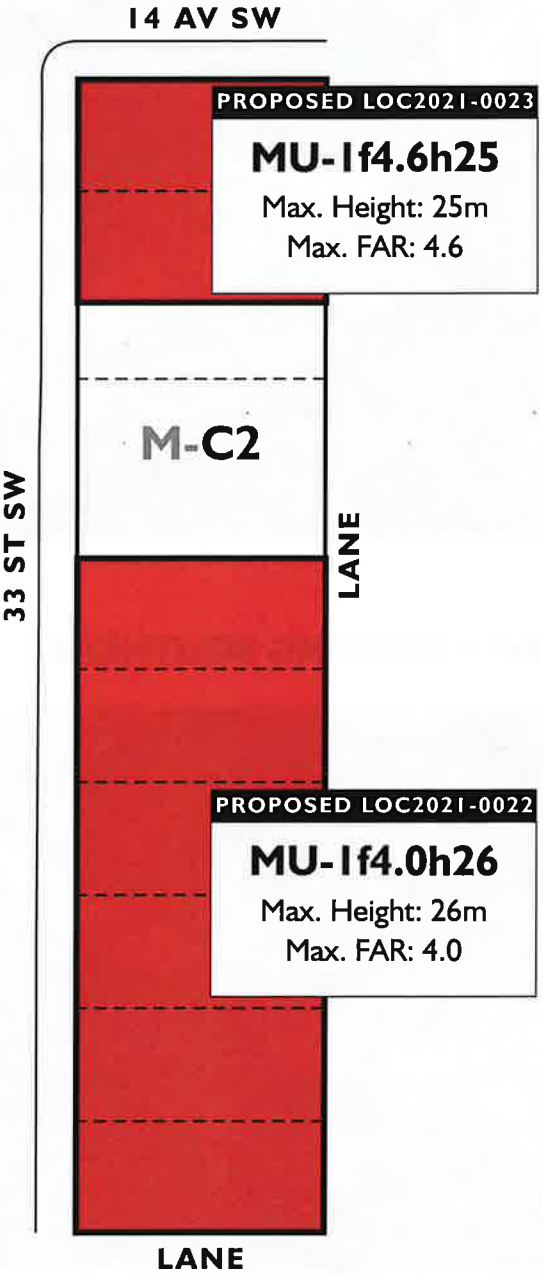 14 AV SW
PROPOSED LOC2021-0023
MU-1f4.6h25
Max. Height: 25m
Max. FAR: 4.6
M-C2
33 ST SW
LANE
PROPOSED LOC2021-0022
MU-1f4.0h26
Max. Height: 26m
Max. FAR: 4.0
LANE